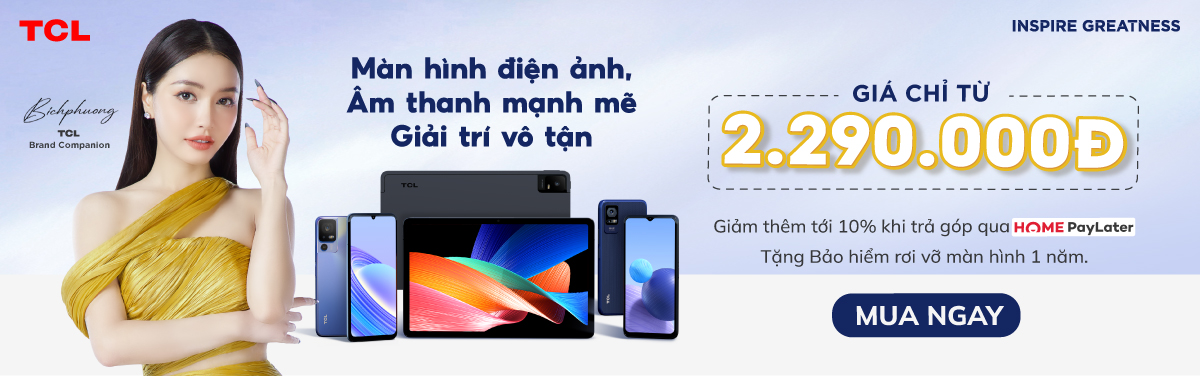 TCL
INSPIRE GREATNESS
Bichphuong
TCL
Brand Companion
Màn hình điện ảnh,
Âm thanh mạnh mẽ
Giải trí vô tận
GIÁ CHỈ TỪ
2.290.000Đ
Giảm thêm tới 10% khi trả góp qua HOME PayLater
Tặng Bảo hiểm rơi vỡ màn hình 1 năm.
MUA NGAY
TCL
TCL
TCL